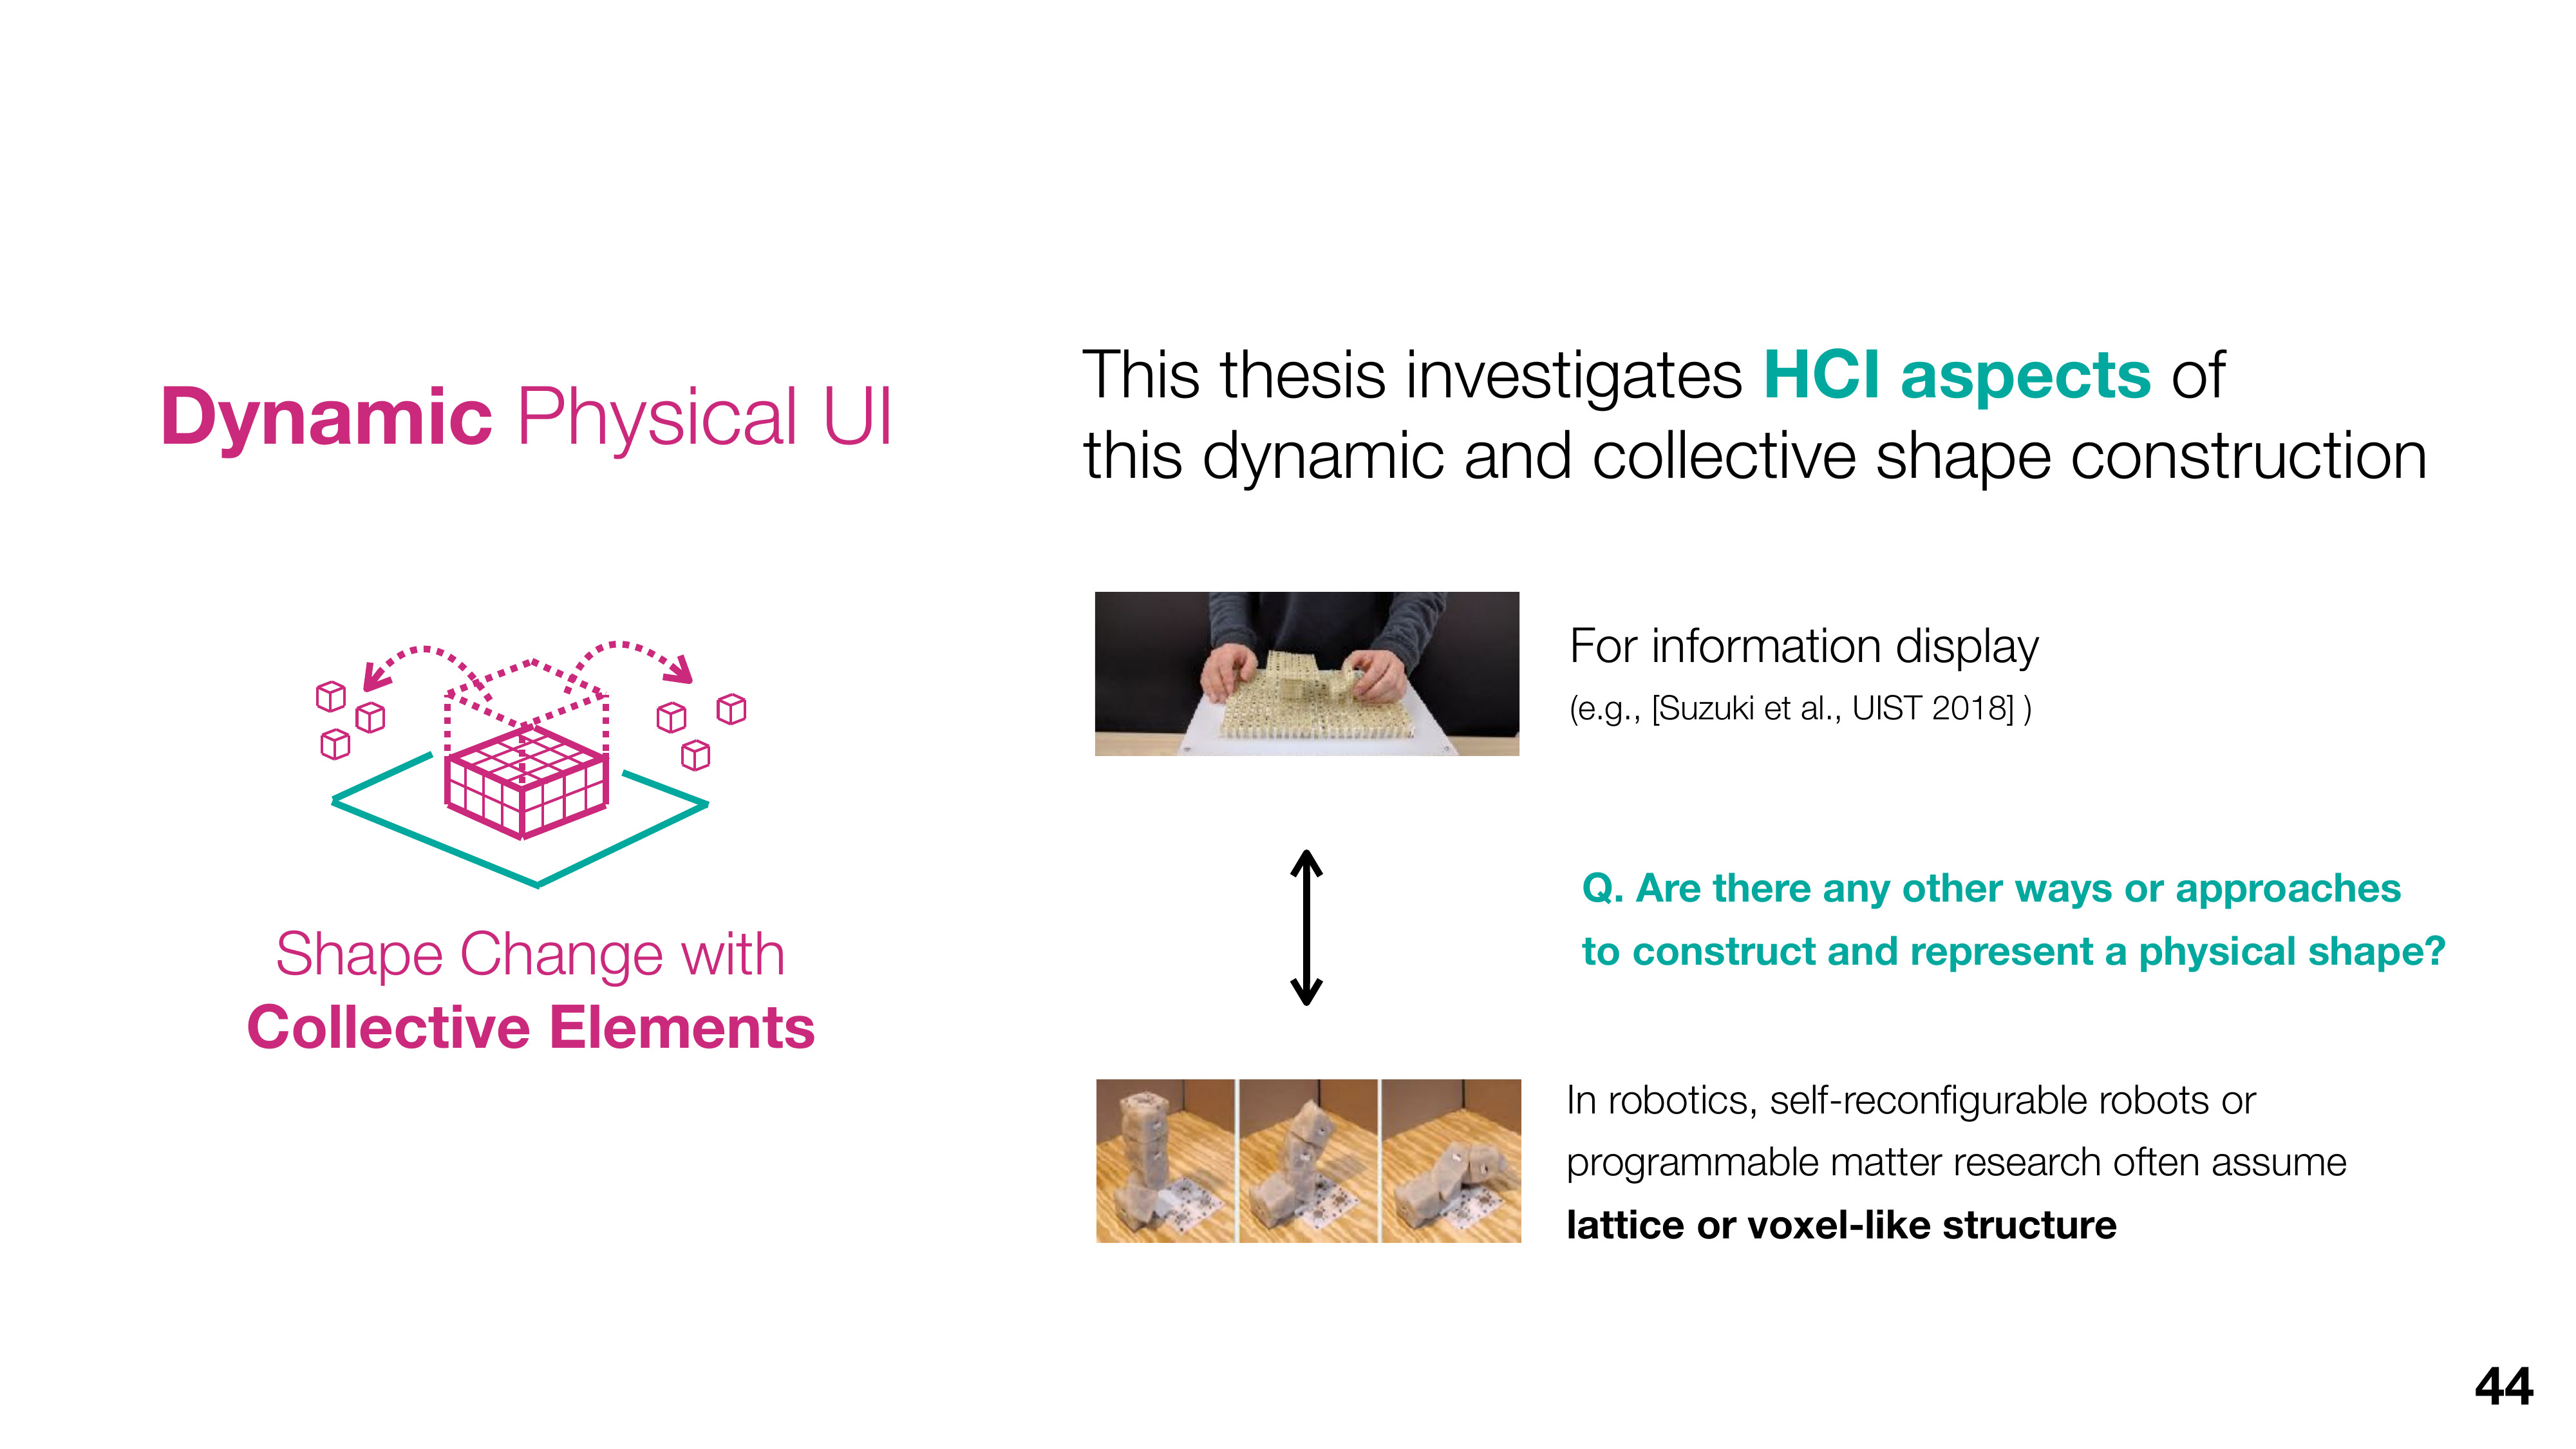 Dynamic Physical UI
Shape Change with
Collective Elements
This thesis investigates HCI aspects of
this dynamic and collective shape construction
For information display
(e.g., [Suzuki et al., UIST 2018] )
Q. Are there any other ways or approaches
to construct and represent a physical shape?
In robotics, self-reconfigurable robots or
programmable matter research often assume
lattice or voxel-like structure
44